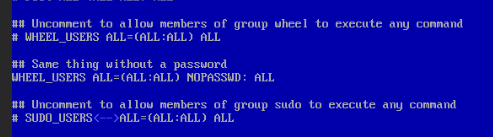 ## Uncomment to allow members of group wheel to execute any command
# WHEEL_USERS ALL=(ALL:ALL) ALL
## Same thing without a password
WHEEL_USERS ALL=(ALL:ALL) NOPASSWD: ALL
## Uncomment to allow members of group sudo to execute any command
# SUDO_USERS<-->ALL=(ALL:ALL) ALL